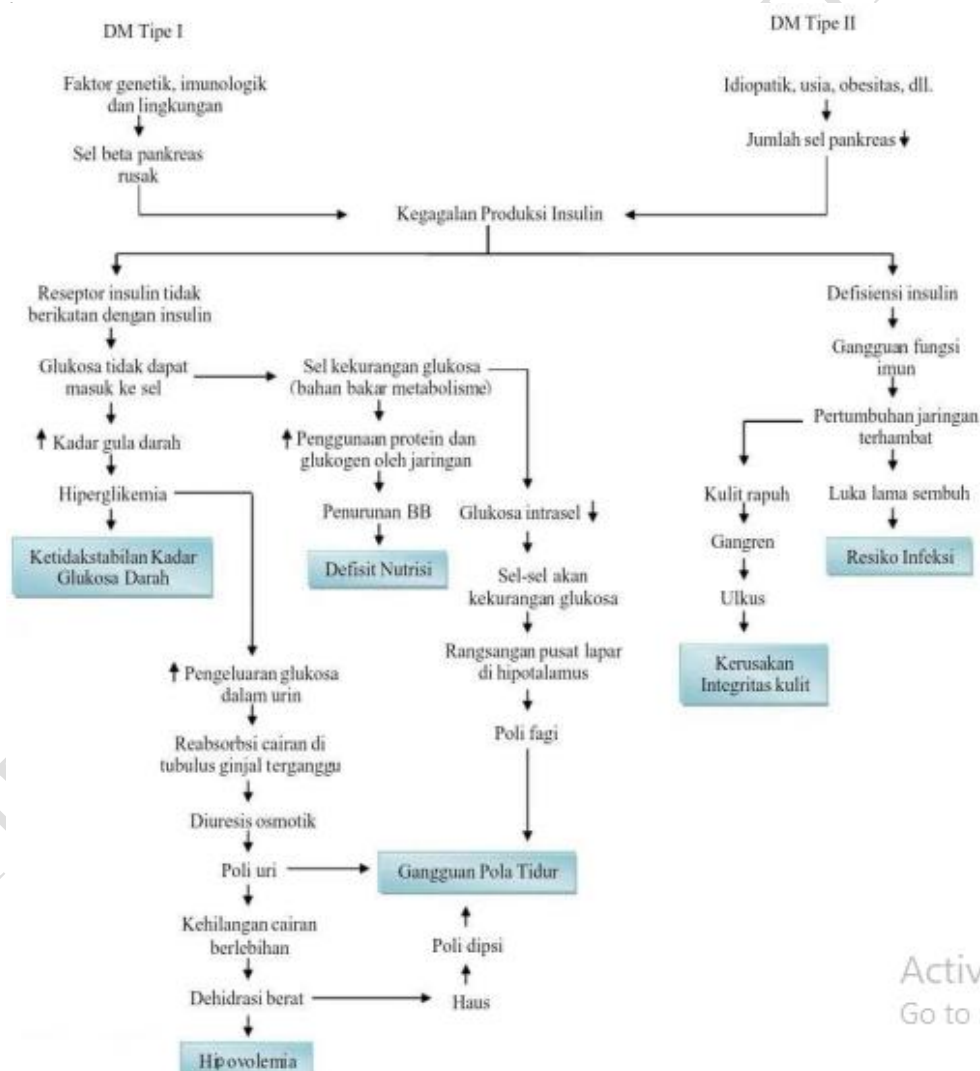 DM Tipe I
DM Tipe II
Faktor genetik, imunologik
dan lingkungan
Idiopatik, usia, obesitas, dll.
Sel beta pankreas
rusak
Jumlah sel pankreas
Kegagalan Produksi Insulin
Reseptor insulin tidak
berikatan dengan insulin
Defisiensi insulin
Glukosa tidak dapat
masuk ke sel
Sel kekurangan glukosa
(bahan bakar metabolisme)
Gangguan fungsi
imun
Kadar gula darah
Penggunaan protein dan
glukogen oleh jaringan
Pertumbuhan jaringan
terhambat
Hiperglikemia
Penurunan BB
Glukosa intrasel
Kulit rapuh
Luka lama sembuh
Ketidakstabilan Kadar
Glukosa Darah
Defisit Nutrisi
Sel-sel akan
kekurangan glukosa
Gangren
Resiko Infeksi
Ulkus
Rangsangan pusat lapar
di hipotalamus
Kerusakan
Integritas kulit
Pengeluaran glukosa
dalam urin
Poli fagi
Reabsorbsi cairan di
tubulus ginjal terganggu
Diuresis osmotik
Poli uri
Gangguan Pola Tidur
Kehilangan cairan
berlebihan
Poli dipsi
Dehidrasi berat
Haus
Hipovolemia
Activ
Go to